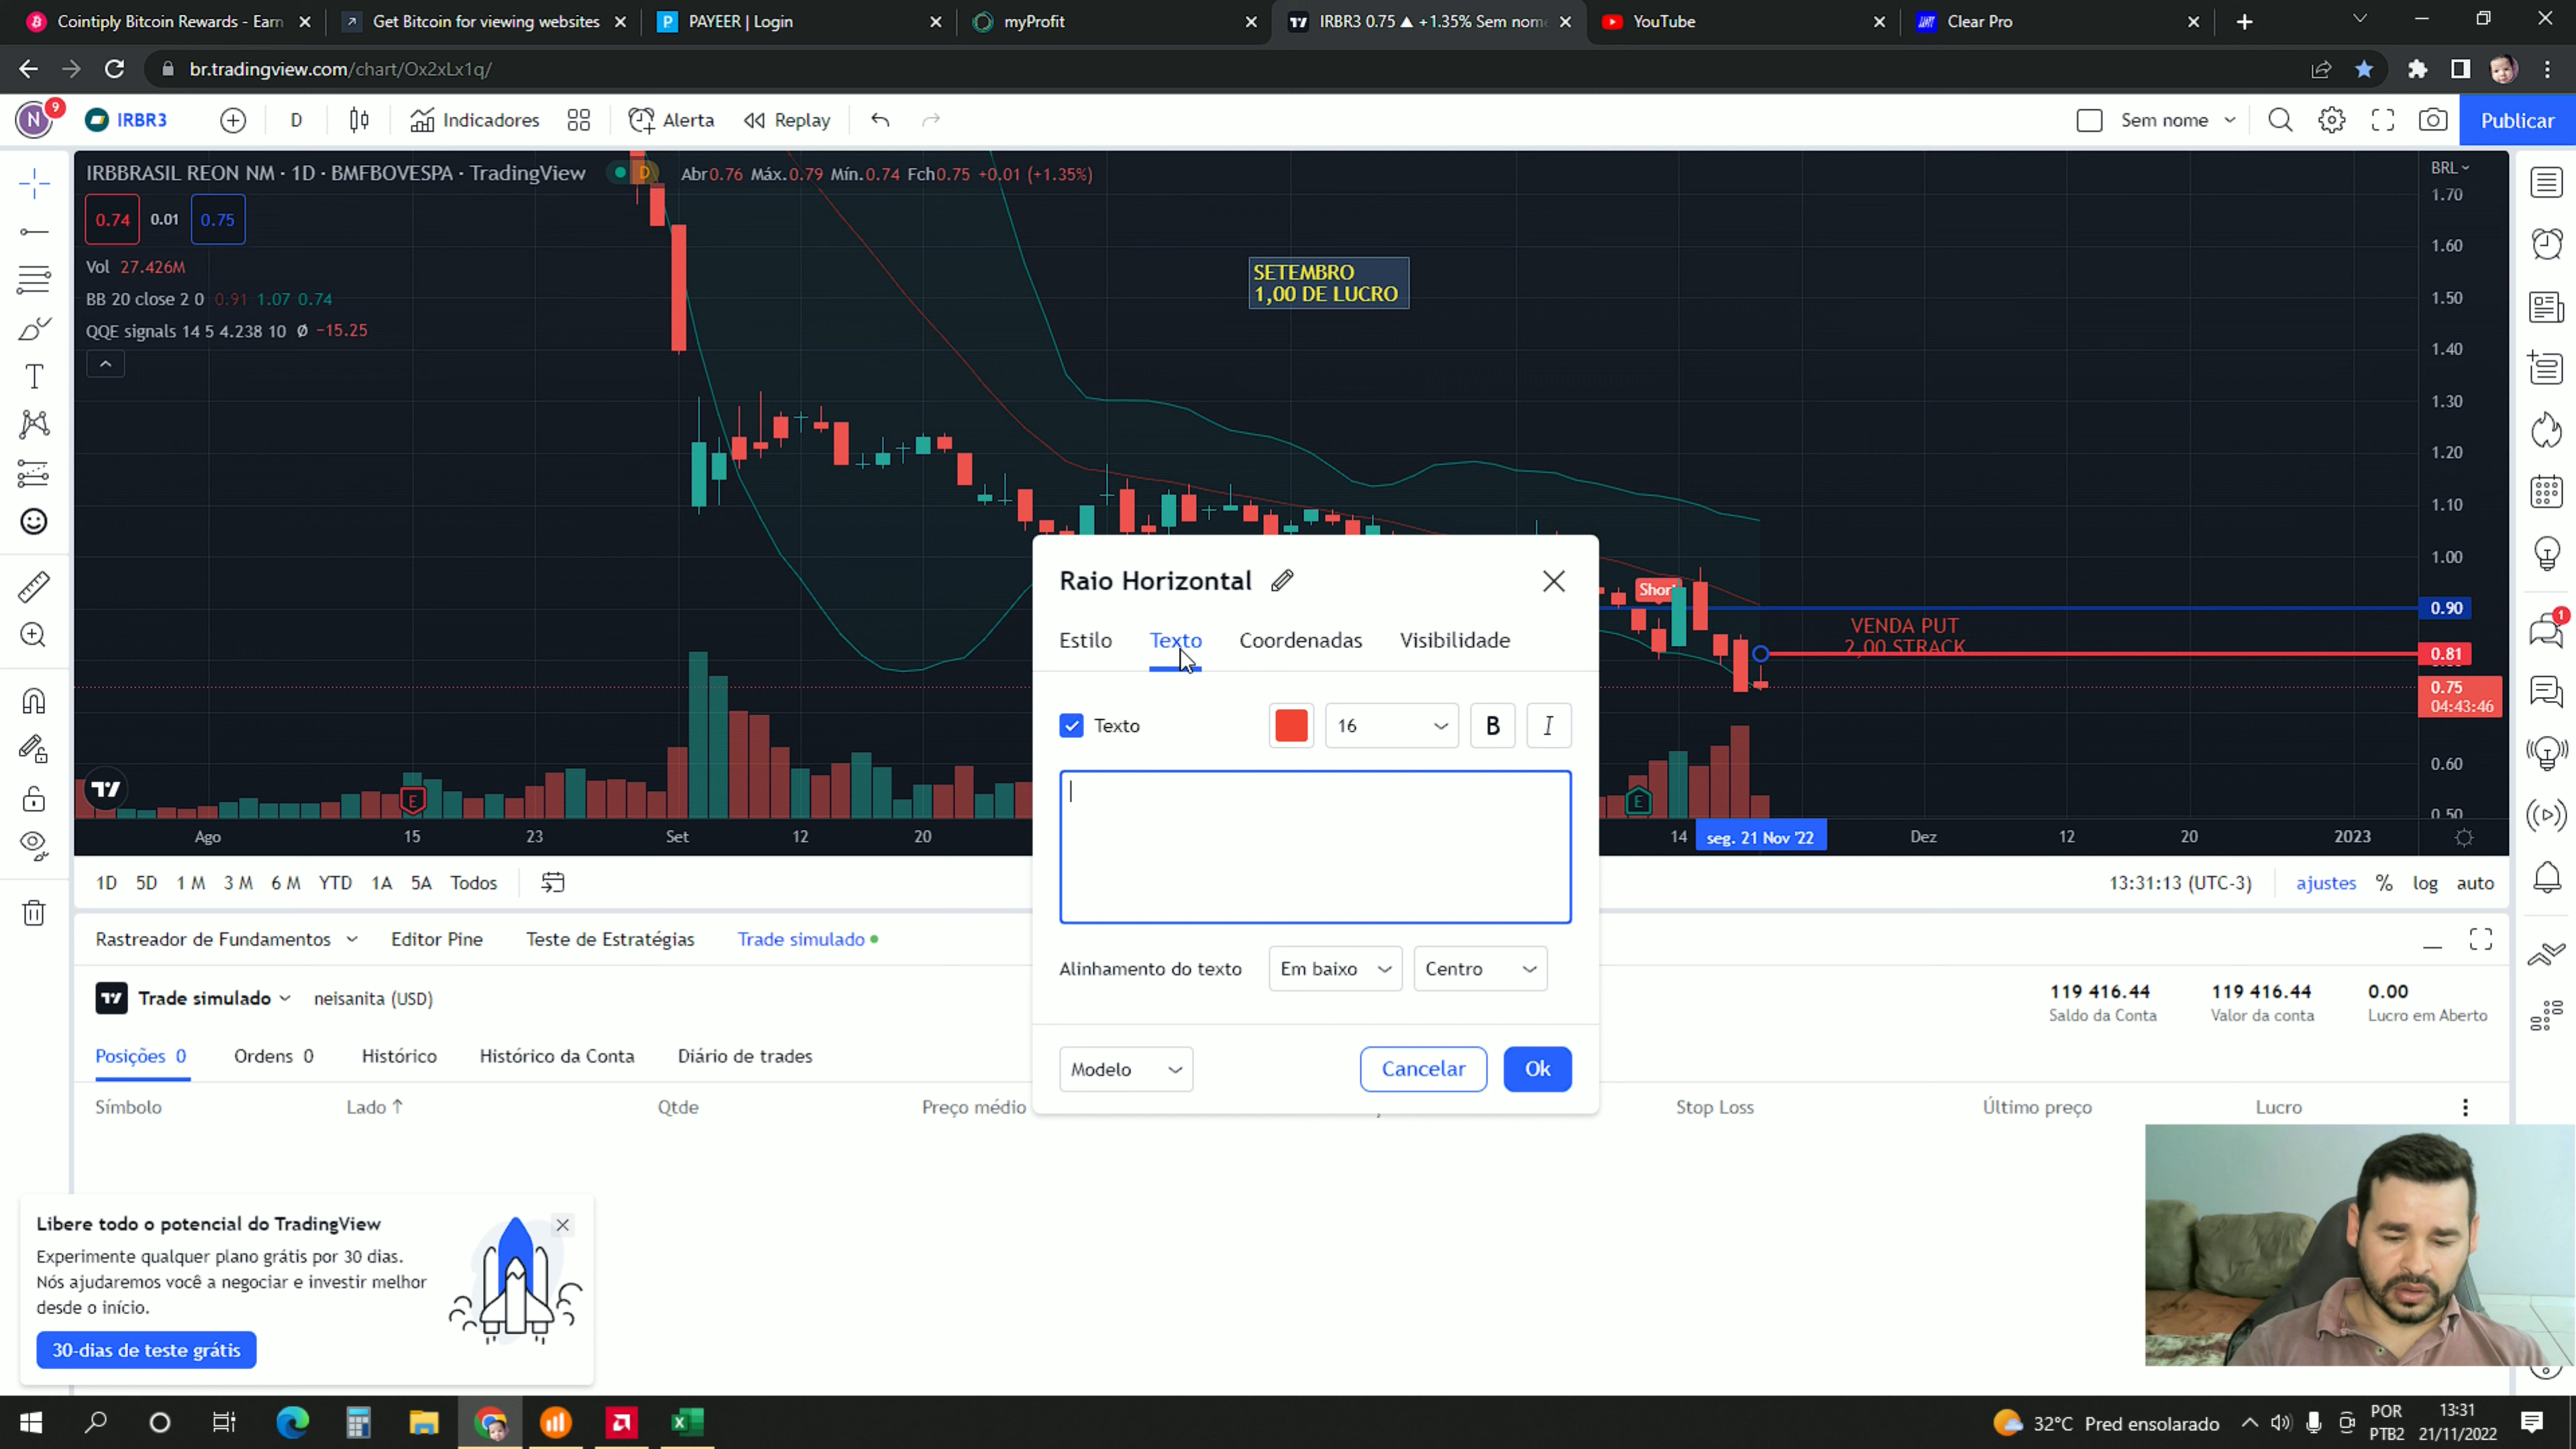 Cointiply Bitcoin Rewards - Earn
Get Bitcoin for viewing websites
PAYEER | Login
myProfit
IRBR3 0.75 ▲ +1.35% Sem nome
YouTube
Clear Pro
br.tradingview.com/chart/Ox2xLx1q/
N 9
IRBR3
D
Indicadores
Alerta
Replay
Sem nome
Publicar
IRBBRASIL REON NM · 1D · BMFBOVESPA · TradingView
D
Abr0.76 Máx.0.79 Mín.0.74 Fch0.75 +0.01 (+1.35%)
BRL
0.74 0.01 0.75
Vol 27.426M
BB 20 close 2 0 0.91 1.07 0.74
QQE signals 14 5 4.238 10 Ø −15.25
SETEMBRO
1,00 DE LUCRO
1.70
1.60
1.50
1.40
1.30
1.20
1.10
1.00
0.90
0.81
0.75
04:43:46
0.60
0.50
Short
VENDA PUT
2,00 STRACK
E
E
Ago 15 23 Set 12 20
14 seg. 21 Nov '22 Dez 12 20 2023
Raio Horizontal
Estilo Texto Coordenadas Visibilidade
Texto
16
B I
Alinhamento do texto
Em baixo
Centro
Modelo
Cancelar
Ok
1D 5D 1 M 3 M 6 M YTD 1A 5A Todos
13:31:13 (UTC-3)
ajustes % log auto
1
Rastreador de Fundamentos
Editor Pine
Teste de Estratégias
Trade simulado
Trade simulado
neisanita (USD)
119 416.44
Saldo da Conta
119 416.44
Valor da conta
0.00
Lucro em Aberto
Posições 0
Ordens 0
Histórico
Histórico da Conta
Diário de trades
Símbolo
Lado ↑
Qtde
Preço médio
Stop Loss
Último preço
Lucro
Libere todo o potencial do TradingView
Experimente qualquer plano grátis por 30 dias.
Nós ajudaremos você a negociar e investir melhor
desde o início.
30-dias de teste grátis
32°C Pred ensolarado
POR
PTB2
13:31
21/11/2022